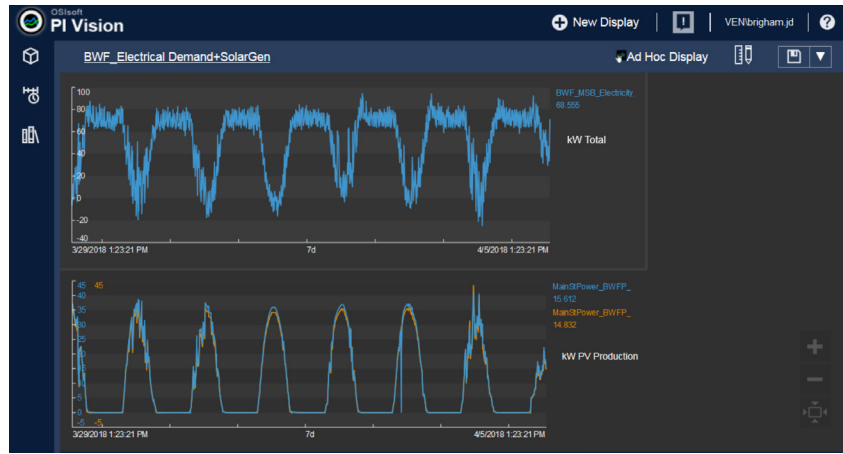 OSIsoft
PI Vision
New Display
VEN\brigham.jd
BWF_Electrical Demand+SolarGen
Ad Hoc Display
100
80
60
40
20
0
-20
-40
3/29/2018 1:23:21 PM
7d
4/5/2018 1:23:21 PM
BWF_MSB_Electricity_
68.555
kW Total
45 45
40
35
30
25
20
15
10
5
0
-5 -5
3/29/2018 1:23:21 PM
7d
4/5/2018 1:23:21 PM
MainStPower_BWFP_
15.612
MainStPower_BWFP_
14.832
kW PV Production